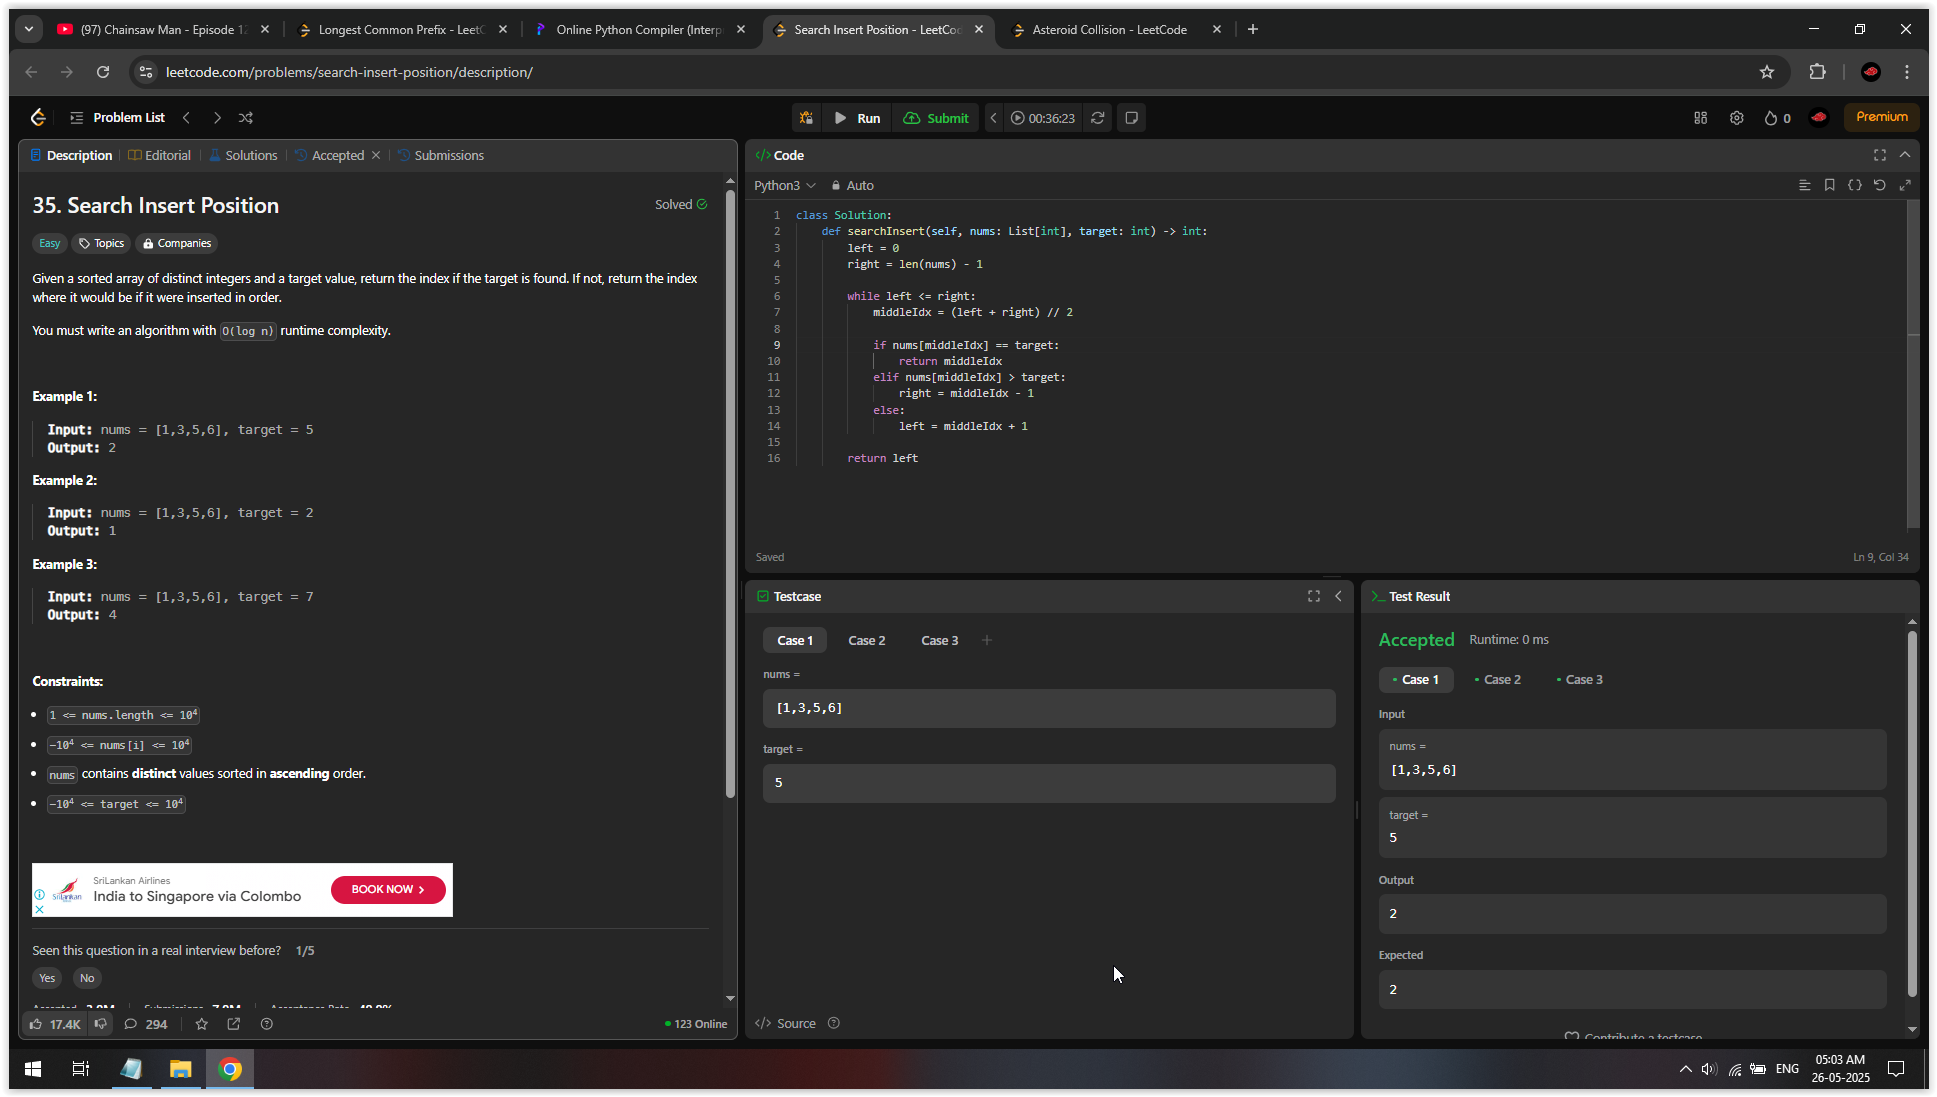 (97) Chainsaw Man - Episode 12
Longest Common Prefix - LeetC
Online Python Compiler (Interp
Search Insert Position - LeetCo
Asteroid Collision - LeetCode
leetcode.com/problems/search-insert-position/description/
Problem List
Run
Submit
00:36:23
0
Premium
Description
Editorial
Solutions
Accepted
Submissions
35. Search Insert Position
Solved
Easy
Topics
Companies
Given a sorted array of distinct integers and a target value, return the index if the target is found. If not, return the index
where it would be if it were inserted in order.
You must write an algorithm with O(log n) runtime complexity.
Example 1:
Input: nums = [1,3,5,6], target = 5
Output: 2
Example 2:
Input: nums = [1,3,5,6], target = 2
Output: 1
Example 3:
Input: nums = [1,3,5,6], target = 7
Output: 4
Constraints:
1 <= nums.length <= 10⁴
-10⁴ <= nums[i] <= 10⁴
nums contains distinct values sorted in ascending order.
-10⁴ <= target <= 10⁴
SriLankan Airlines
India to Singapore via Colombo
BOOK NOW
SriLankan
Seen this question in a real interview before? 1/5
Yes
No
17.4K
294
123 Online
Code
Python3
Auto
1 class Solution:
2 def searchInsert(self, nums: List[int], target: int) -> int:
3 left = 0
4 right = len(nums) - 1
5
6 while left <= right:
7 middleIdx = (left + right) // 2
8
9 if nums[middleIdx] == target:
10 return middleIdx
11 elif nums[middleIdx] > target:
12 right = middleIdx - 1
13 else:
14 left = middleIdx + 1
15
16 return left
Saved
Ln 9, Col 34
Testcase
Case 1
Case 2
Case 3
nums =
[1,3,5,6]
target =
5
Source
Test Result
Accepted Runtime: 0 ms
Case 1
Case 2
Case 3
Input
nums =
[1,3,5,6]
target =
5
Output
2
Expected
2
Contribute a testcase
ENG
05:03 AM
26-05-2025